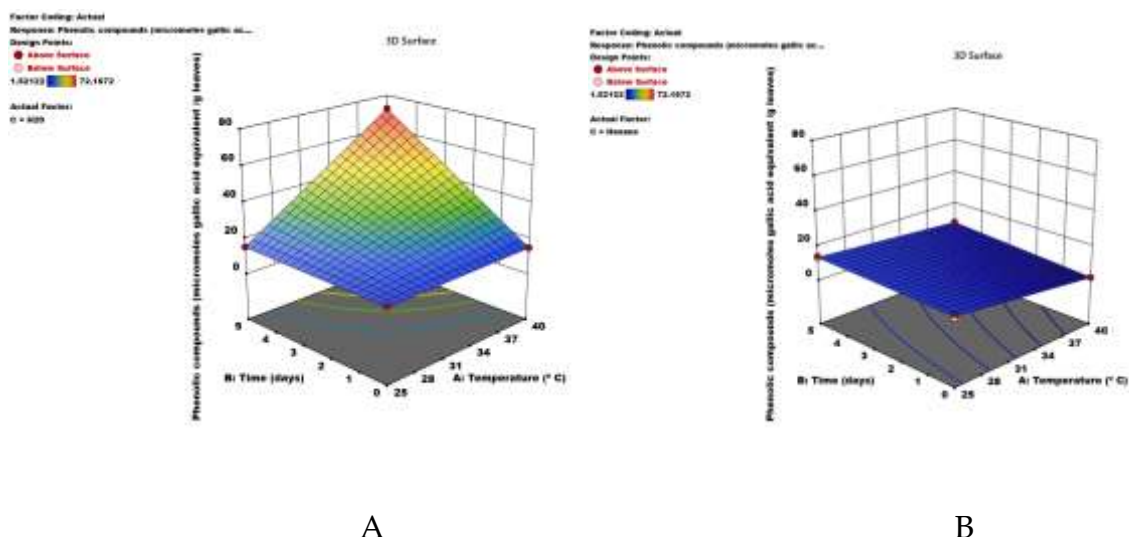 Factor Coding: Actual
Response: Phenolic compounds (micromoles gallic ac...
Design Points:
Above Surface
Below Surface
1.52122 72.1672
Actual Factor:
C = H2O
3D Surface
Phenolic compounds (micromoles gallic acid equivalent /g leaves)
80
60
40
20
0
5
4
3
2
1
0
B: Time (days)
25
28
31
34
37
40
A: Temperature (° C)
Factor Coding: Actual
Response: Phenolic compounds (micromoles gallic ac...
Design Points:
Above Surface
Below Surface
1.52122 72.1672
Actual Factor:
C = Hexane
3D Surface
Phenolic compounds (micromoles gallic acid equivalent /g leaves)
80
60
40
20
0
5
4
3
2
1
0
B: Time (days)
25
28
31
34
37
40
A: Temperature (° C)
A
B